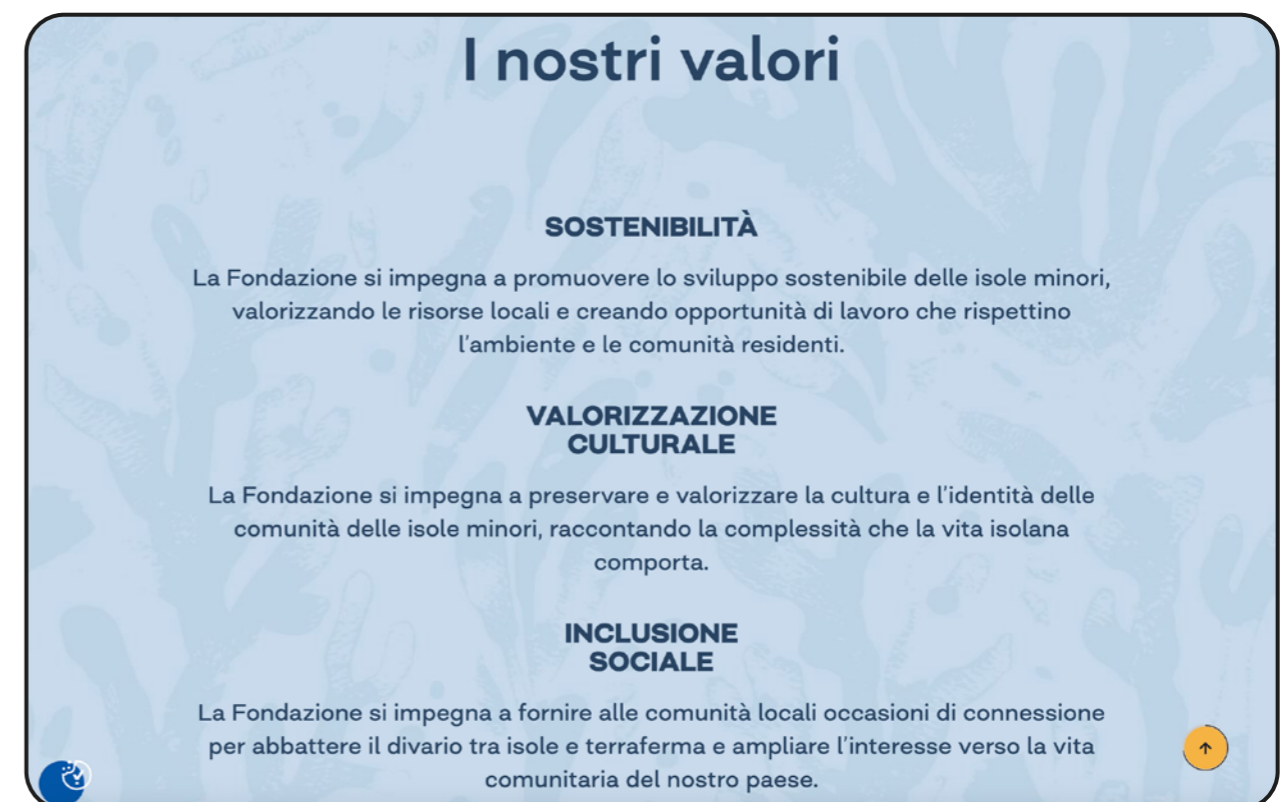 I nostri valori
SOSTENIBILITÀ
La Fondazione si impegna a promuovere lo sviluppo sostenibile delle isole minori,
valorizzando le risorse locali e creando opportunità di lavoro che rispettino
l'ambiente e le comunità residenti.
VALORIZZAZIONE
CULTURALE
La Fondazione si impegna a preservare e valorizzare la cultura e l'identità delle
comunità delle isole minori, raccontando la complessità che la vita isolana
comporta.
INCLUSIONE
SOCIALE
La Fondazione si impegna a fornire alle comunità locali occasioni di connessione
per abbattere il divario tra isole e terraferma e ampliare l'interesse verso la vita
comunitaria del nostro paese.